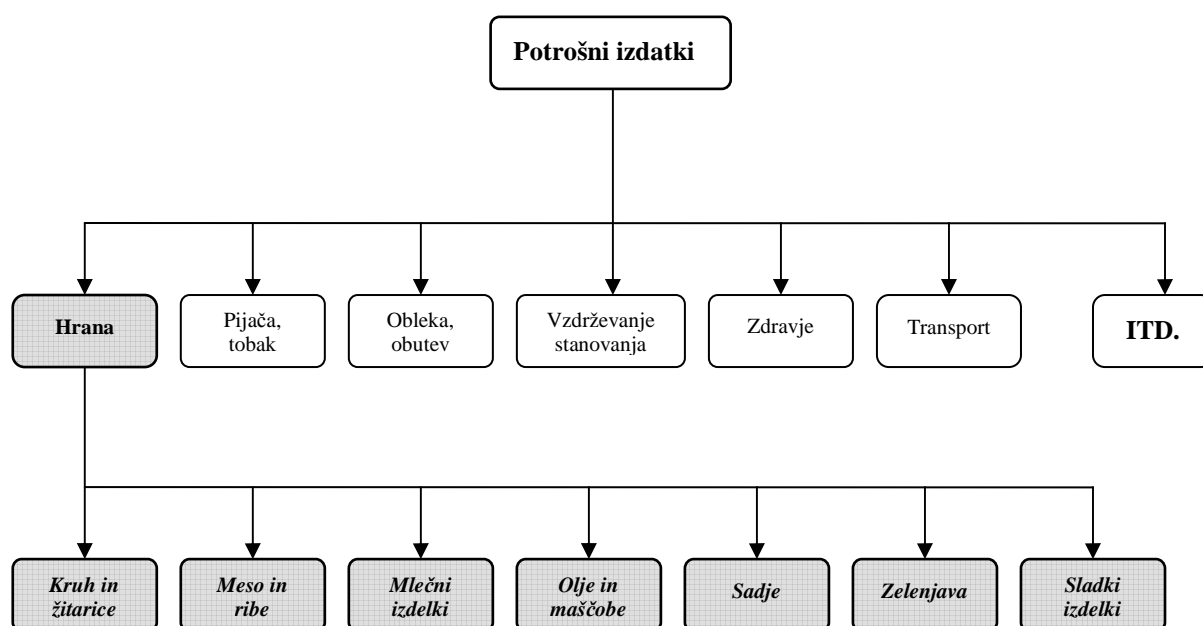 Potrošni izdatki
Hrana
Pijača,
tobak
Obleka,
obutev
Vzdrževanje
stanovanja
Zdravje
Transport
ITD.
Kruh in
žitarice
Meso in
ribe
Mlečni
izdelki
Olje in
maščobe
Sadje
Zelenjava
Sladki
izdelki